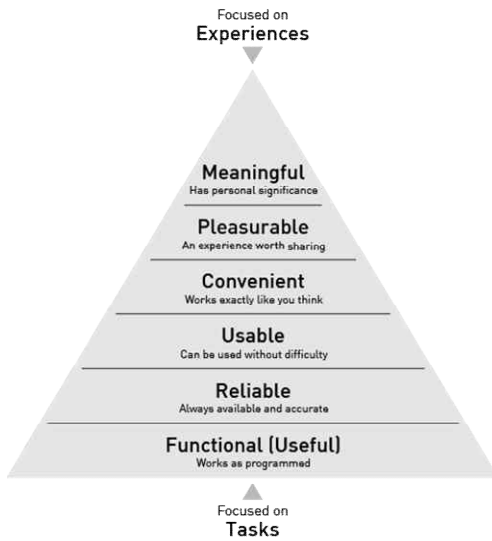 Focused on
Experiences
Meaningful
Has personal significance
Pleasurable
An experience worth sharing
Convenient
Works exactly like you think
Usable
Can be used without difficulty
Reliable
Always available and accurate
Functional (Useful)
Works as programmed
Focused on
Tasks